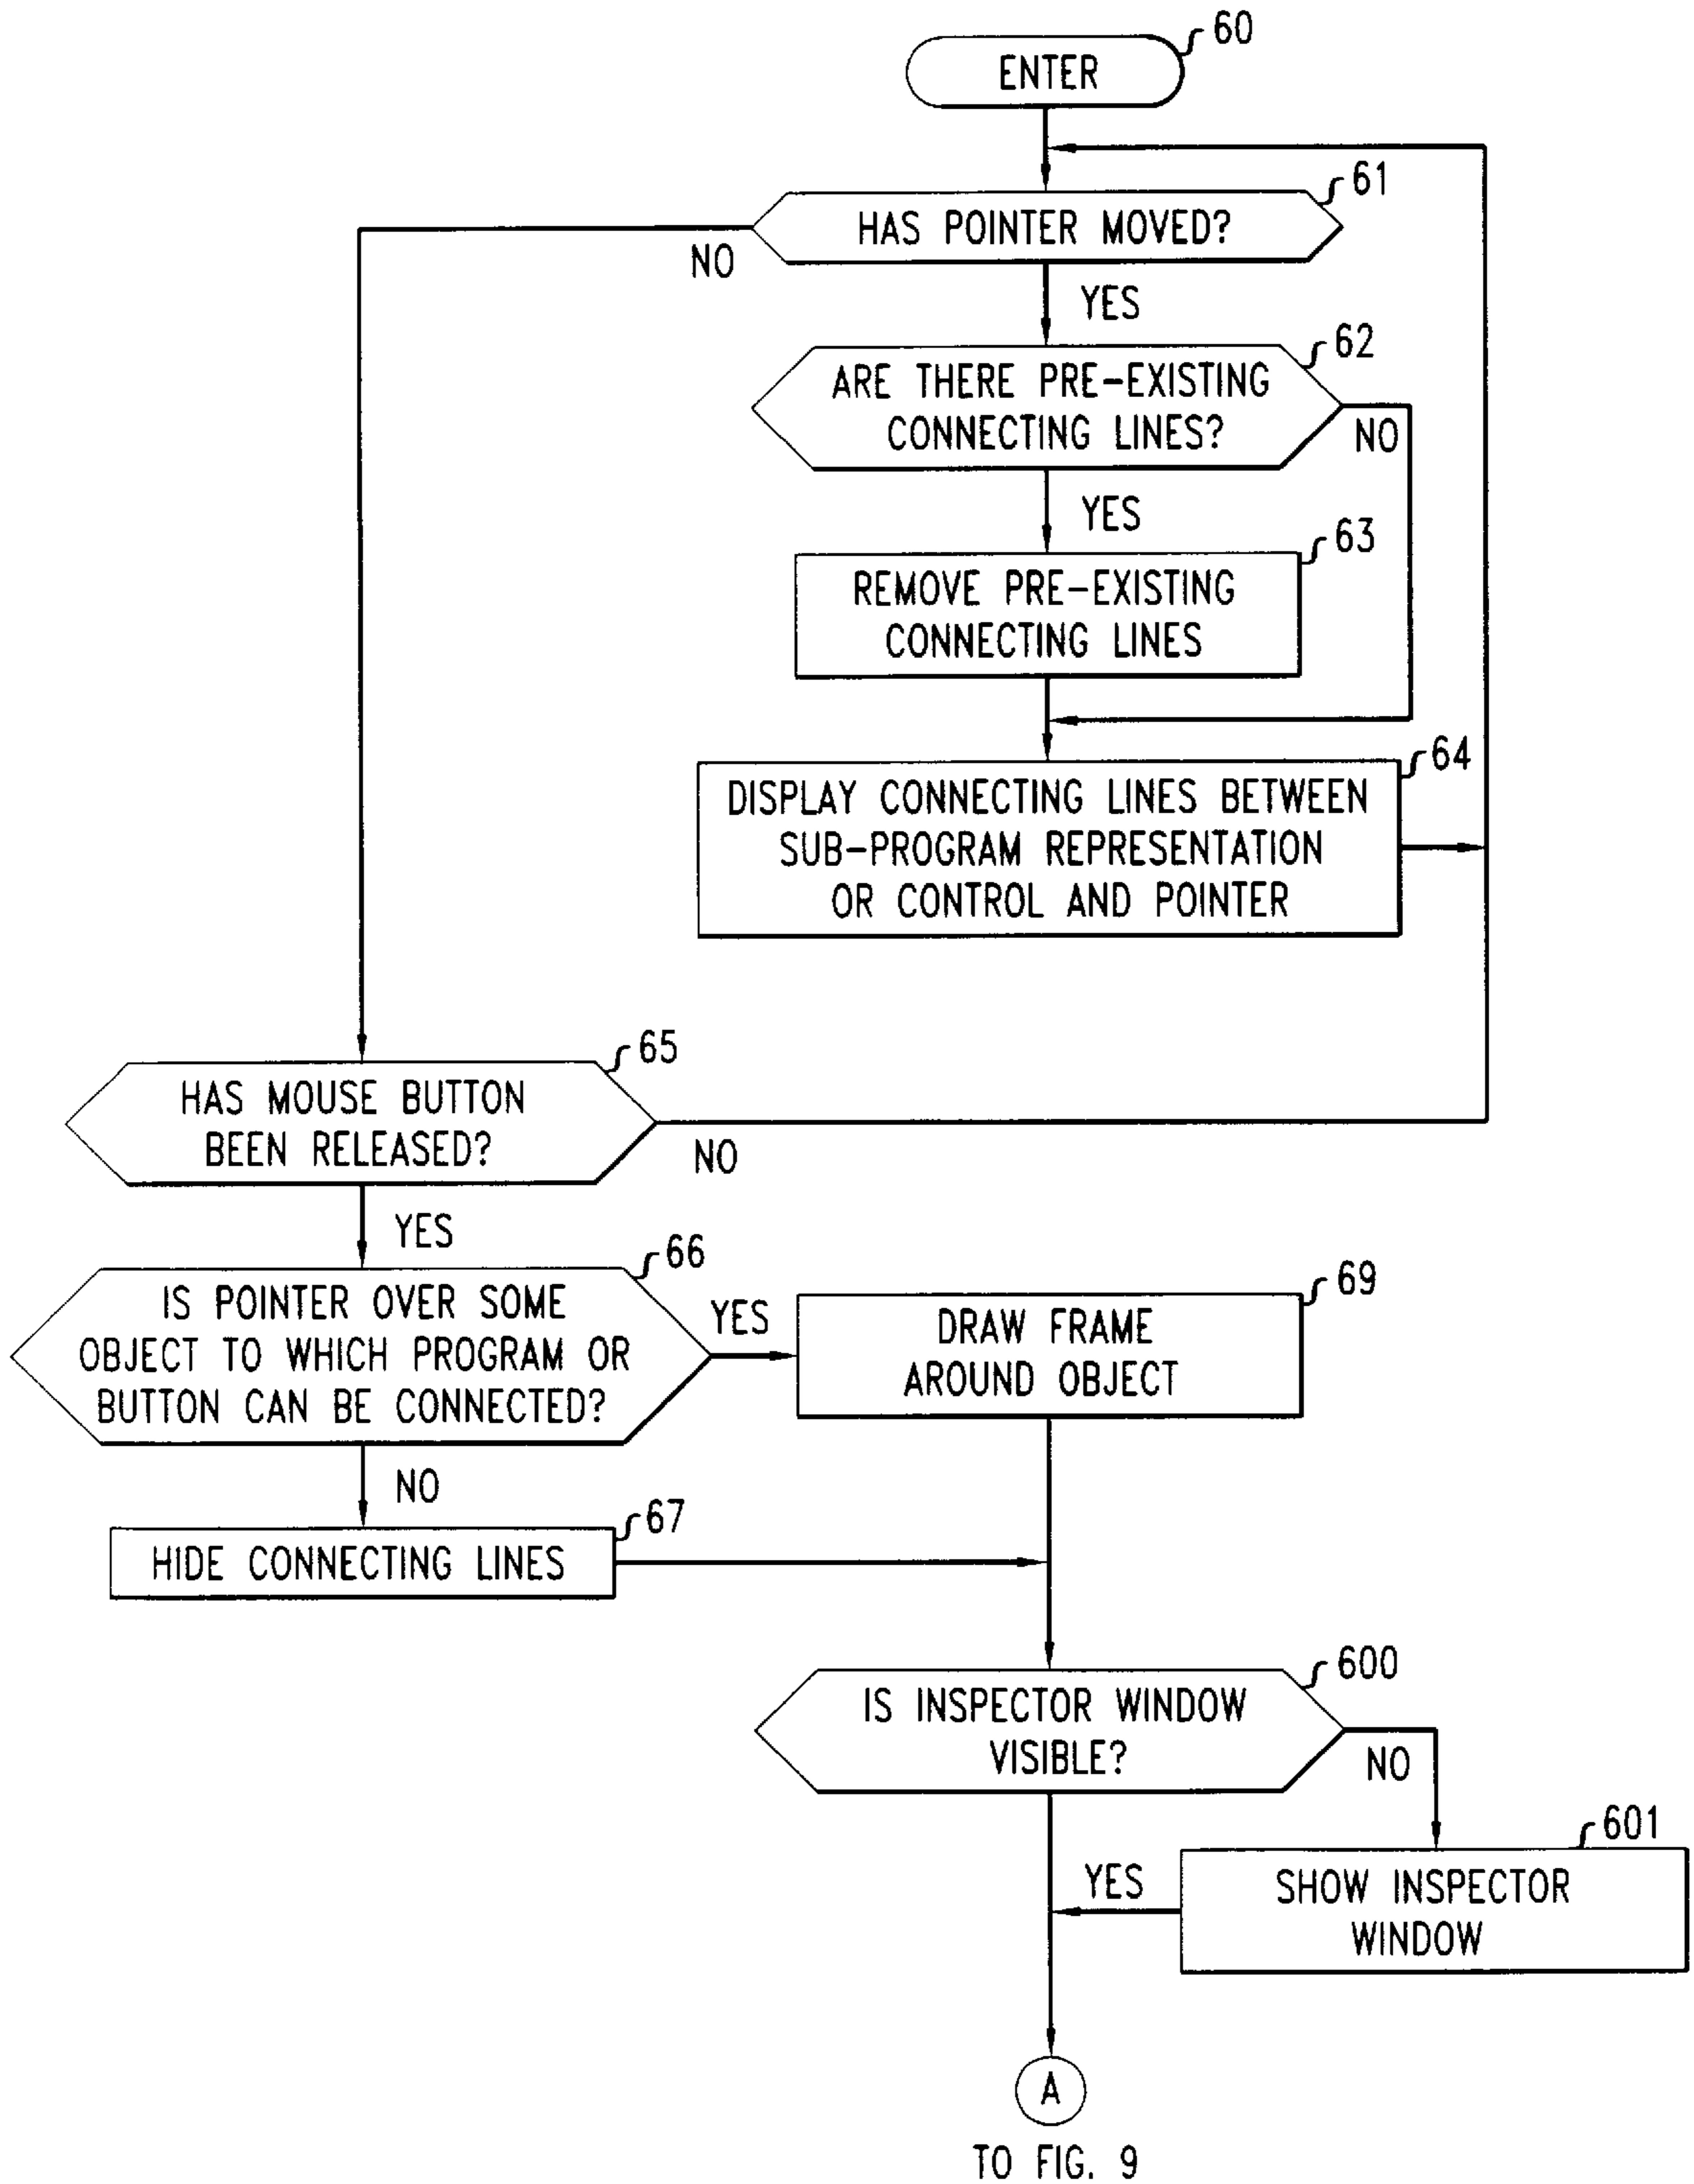 60
ENTER
61
HAS POINTER MOVED?
NO
YES
62
ARE THERE PRE-EXISTING
CONNECTING LINES?
NO
YES
63
REMOVE PRE-EXISTING
CONNECTING LINES
64
DISPLAY CONNECTING LINES BETWEEN
SUB-PROGRAM REPRESENTATION
OR CONTROL AND POINTER
65
HAS MOUSE BUTTON
BEEN RELEASED?
NO
YES
66
IS POINTER OVER SOME
OBJECT TO WHICH PROGRAM OR
BUTTON CAN BE CONNECTED?
YES
69
DRAW FRAME
AROUND OBJECT
NO
67
HIDE CONNECTING LINES
600
IS INSPECTOR WINDOW
VISIBLE?
NO
601
YES
SHOW INSPECTOR
WINDOW
A
TO FIG. 9